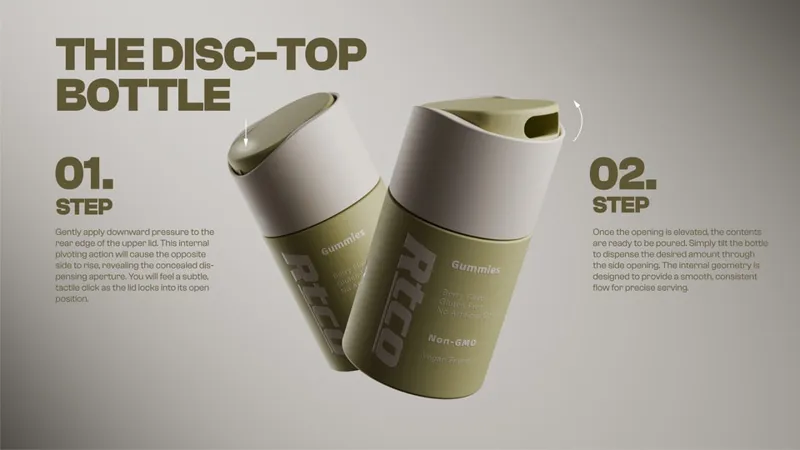 THE DISC-TOP
BOTTLE
01.
STEP
Gently apply downward pressure to the
rear edge of the upper lid. This internal
pivoting action will cause the opposite
side to rise, revealing the concealed dis-
pensing aperture. You will feel a subtle,
tactile click as the lid locks into its open
position.
Gummies
Rtco
Gummies
Rtco
Non-GMO
02.
STEP
Once the opening is elevated, the contents
are ready to be poured. Simply tilt the bottle
to dispense the desired amount through
the side opening. The internal geometry is
designed to provide a smooth, consistent
flow for precise serving.